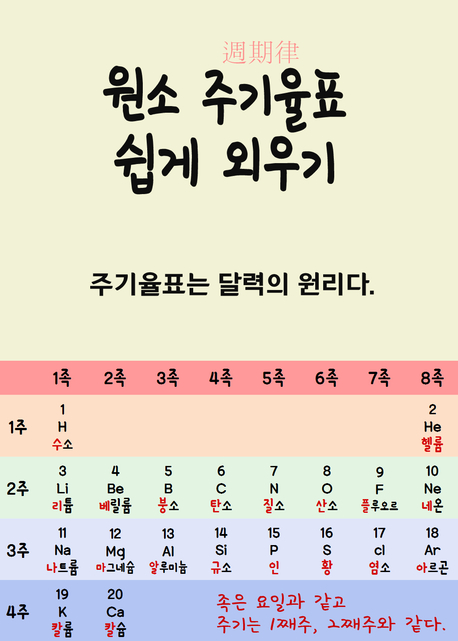 週期律
원소 주기율표
쉽게 외우기
주기율표는 달력의 원리다.
1족 2족 3족 4족 5족 6족 7족 8족
1주
1 2
H He
수소 헬륨
2주
3 4 5 6 7 8 9 10
Li Be B C N O F Ne
리튬 베릴륨 붕소 탄소 질소 산소 플루오르 네온
3주
11 12 13 14 15 16 17 18
Na Mg Al Si P S cl Ar
나트륨 마그네슘 알루미늄 규소 인 황 염소 아르곤
4주
19 20
K Ca
칼륨 칼슘
족은 요일과 같고
주기는 1째주, 2째주와 같다.